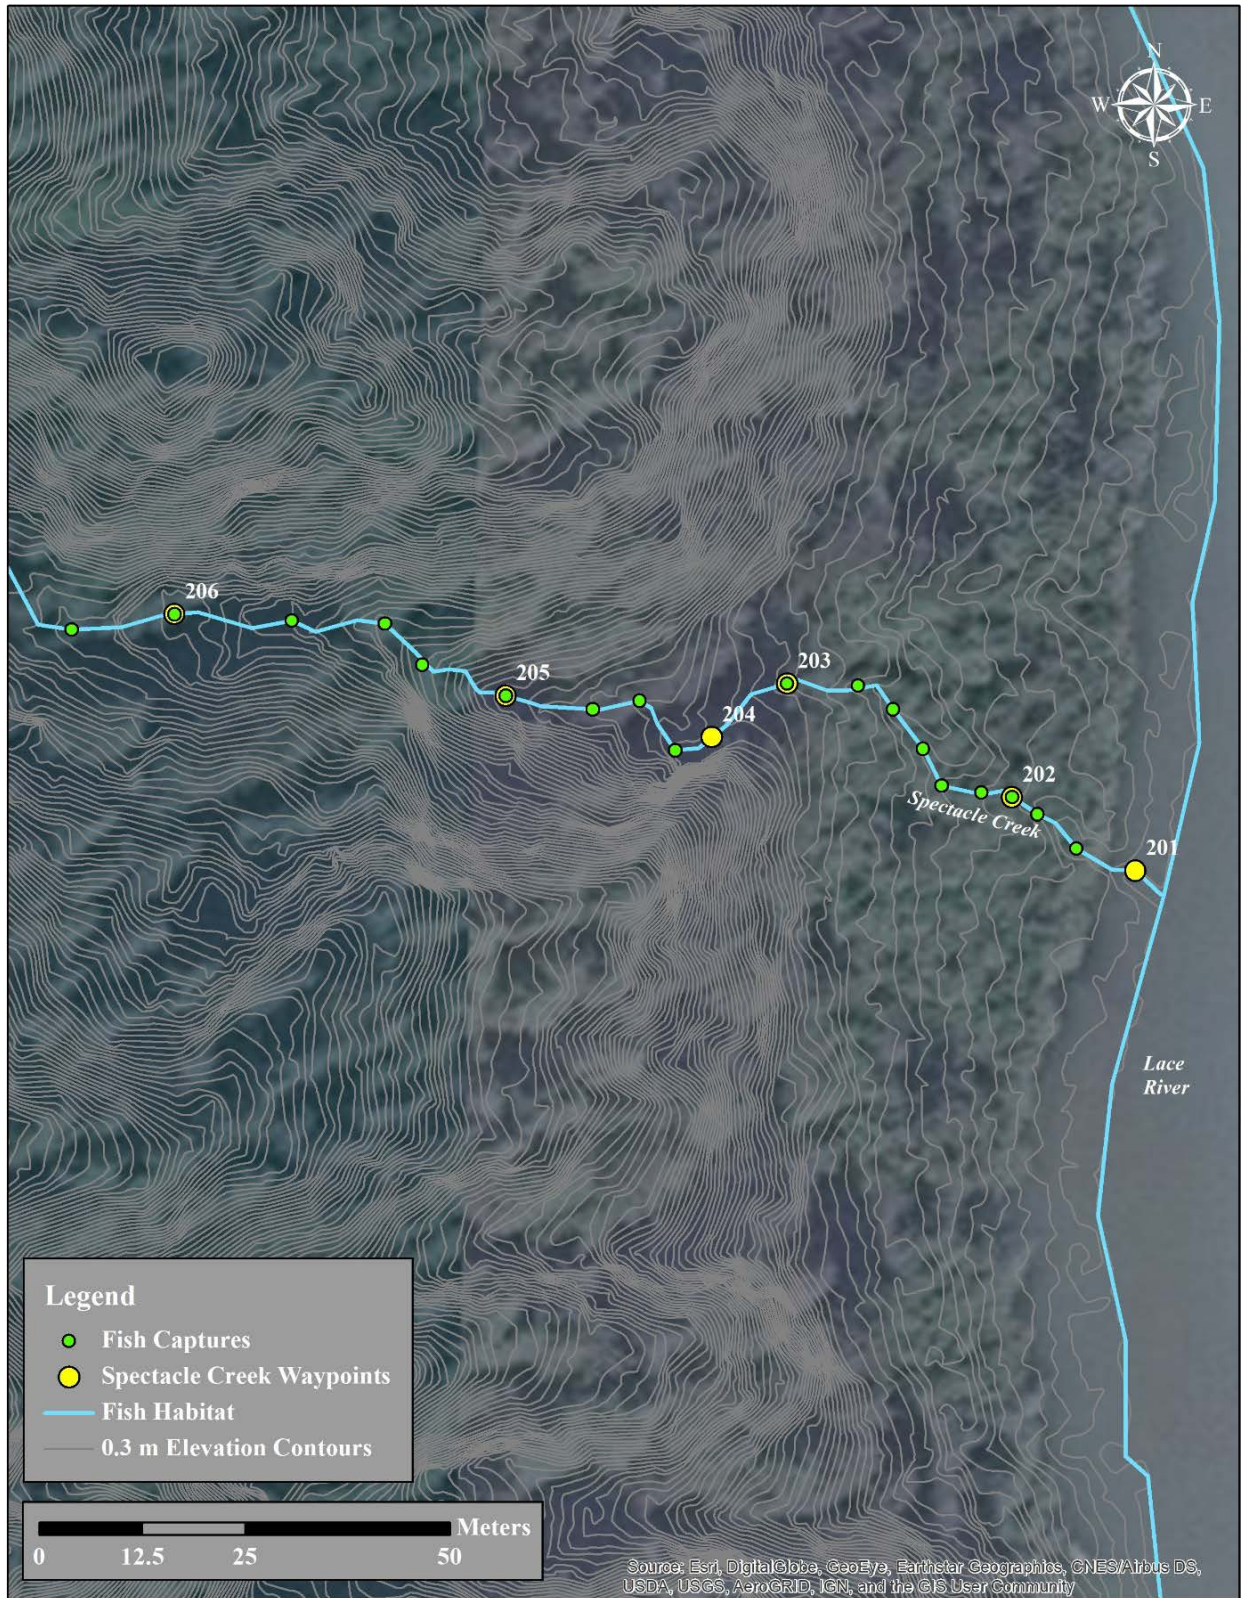 N
W E
S
206
205
203
204
202
Spectacle Creek
201
Lace
River
Legend
Fish Captures
Spectacle Creek Waypoints
Fish Habitat
0.3 m Elevation Contours
Meters
0 12.5 25 50
Source: Esri, DigitalGlobe, GeoEye, Earthstar Geographics, CNES/Airbus DS,
USDA, USGS, AeroGRID, IGN, and the GIS User Community